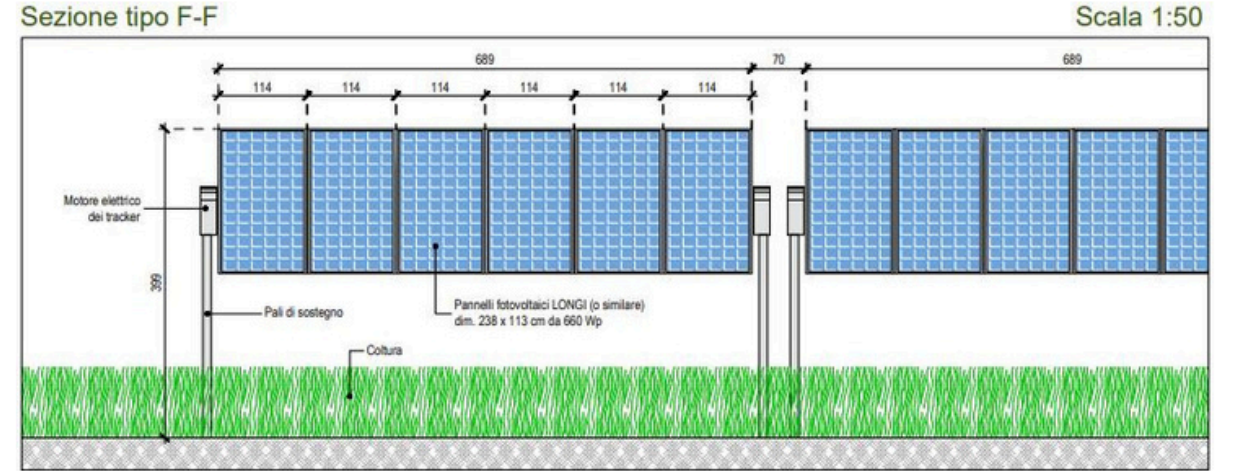 Sezione tipo F-F
Scala 1:50
689
70
689
114
114
114
114
114
114
Motore elettrico
dei tracker
399
Pali di sostegno
Pannelli fotovoltaici LONGI (o similare)
dim. 238 x 113 cm da 660 Wp
Coltura